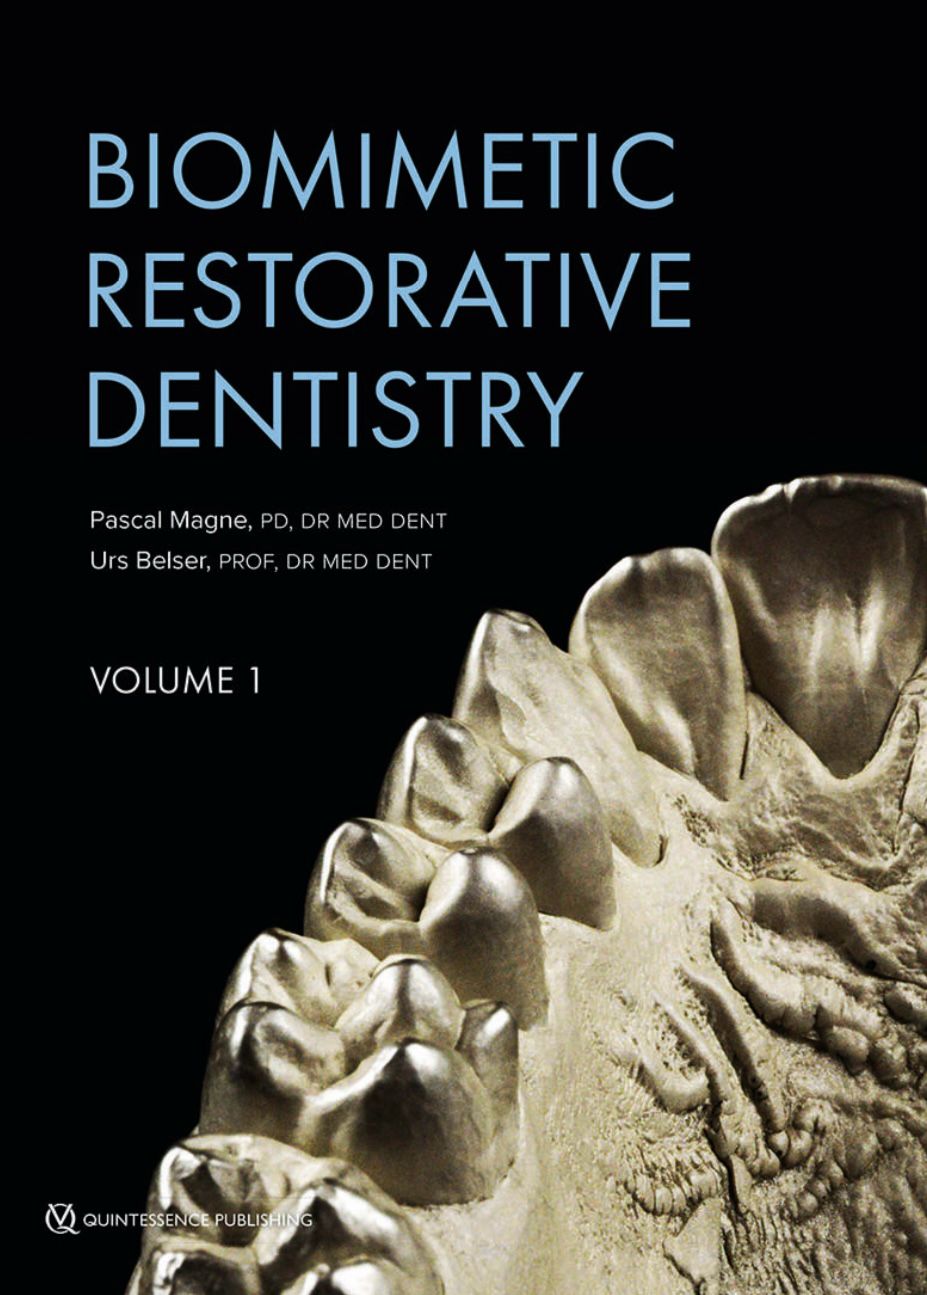 BIOMIMETIC
RESTORATIVE
DENTISTRY
Pascal Magne, PD, DR MED DENT
Urs Belser, PROF, DR MED DENT
VOLUME 1
QUINTESSENCE PUBLISHING